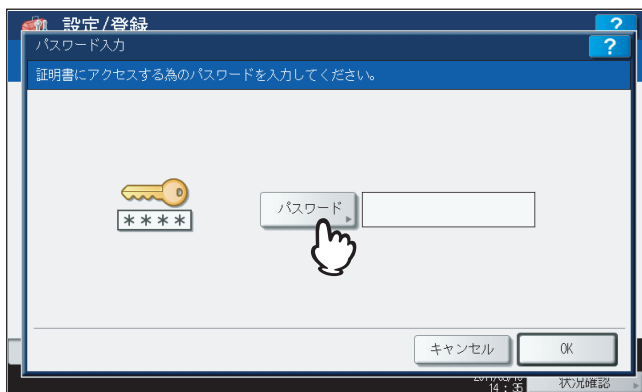 設定/登録
?
パスワード入力
?
証明書にアクセスする為のパスワードを入力してください。
****
パスワード
キャンセル
OK
14:35
状況確認